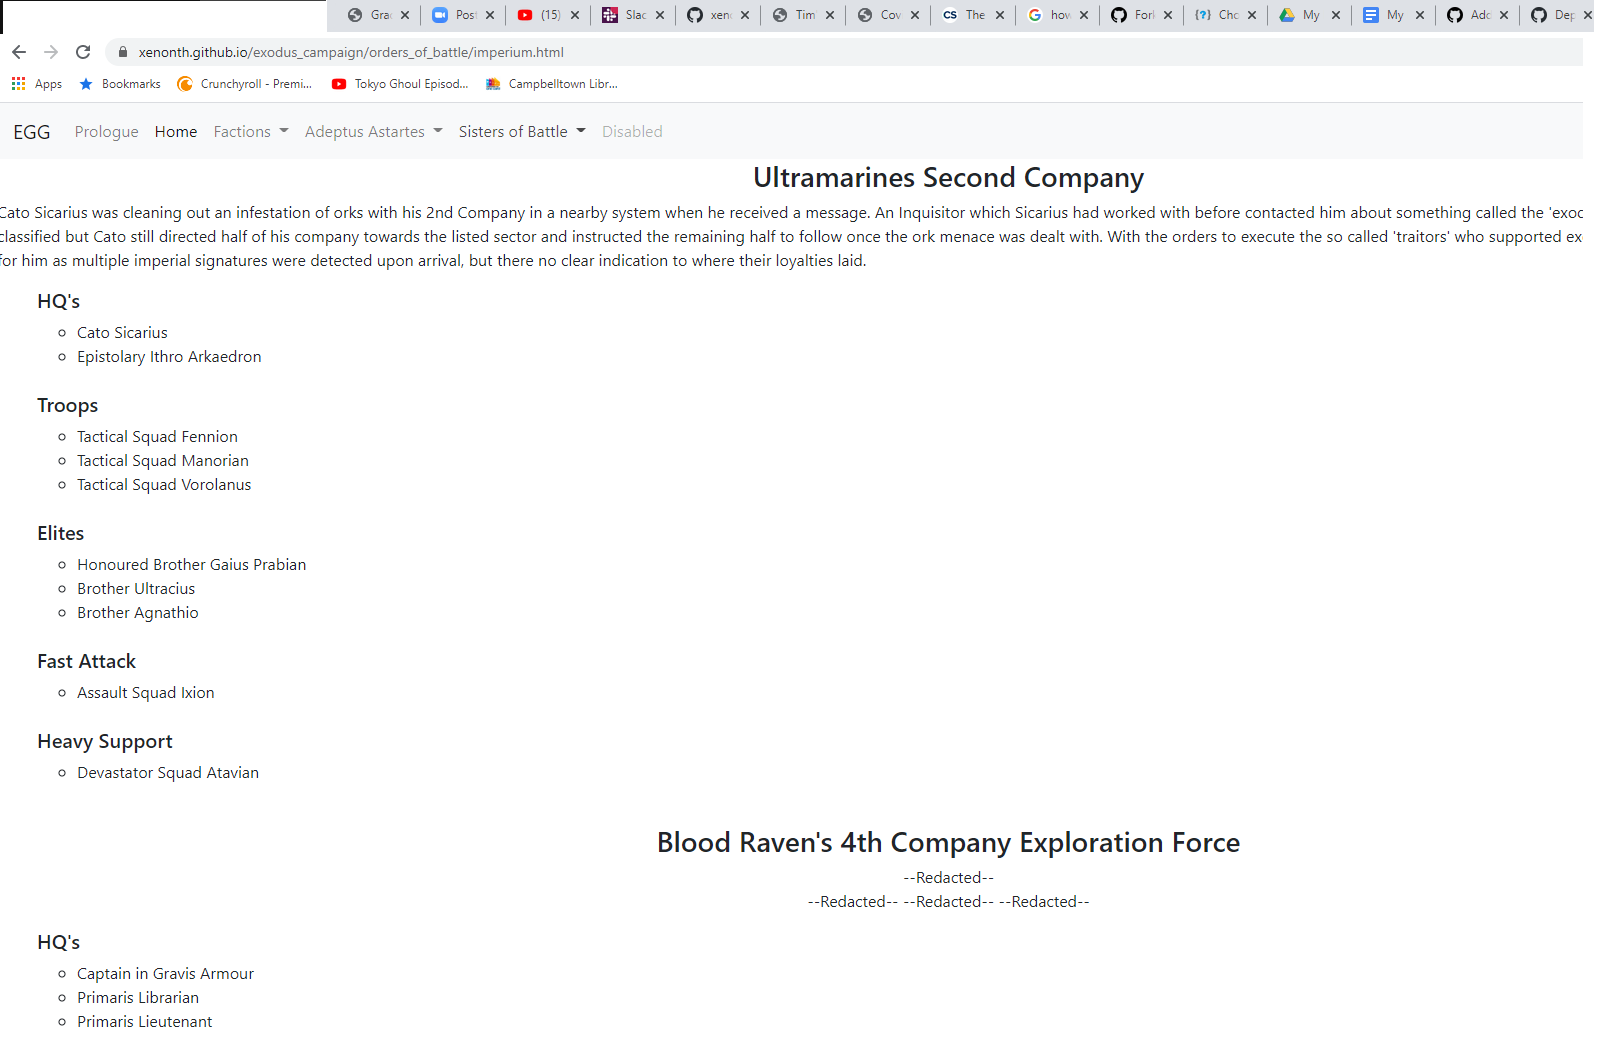 Gra Post (15) Slac xen Tim Cov CS The how Forl {?} Cho My My Add Dep
xenonth.github.io/exodus_campaign/orders_of_battle/imperium.html
Apps Bookmarks Crunchyroll - Premi... Tokyo Ghoul Episod... Campbelltown Libr...
EGG Prologue Home Factions Adeptus Astartes Sisters of Battle Disabled
Ultramarines Second Company
Cato Sicarius was cleaning out an infestation of orks with his 2nd Company in a nearby system when he received a message. An Inquisitor which Sicarius had worked with before contacted him about something called the 'exod
classified but Cato still directed half of his company towards the listed sector and instructed the remaining half to follow once the ork menace was dealt with. With the orders to execute the so called 'traitors' who supported ex
for him as multiple imperial signatures were detected upon arrival, but there no clear indication to where their loyalties laid.
HQ's
Cato Sicarius
Epistolary Ithro Arkaedron
Troops
Tactical Squad Fennion
Tactical Squad Manorian
Tactical Squad Vorolanus
Elites
Honoured Brother Gaius Prabian
Brother Ultracius
Brother Agnathio
Fast Attack
Assault Squad Ixion
Heavy Support
Devastator Squad Atavian
Blood Raven's 4th Company Exploration Force
--Redacted--
--Redacted-- --Redacted-- --Redacted--
HQ's
Captain in Gravis Armour
Primaris Librarian
Primaris Lieutenant